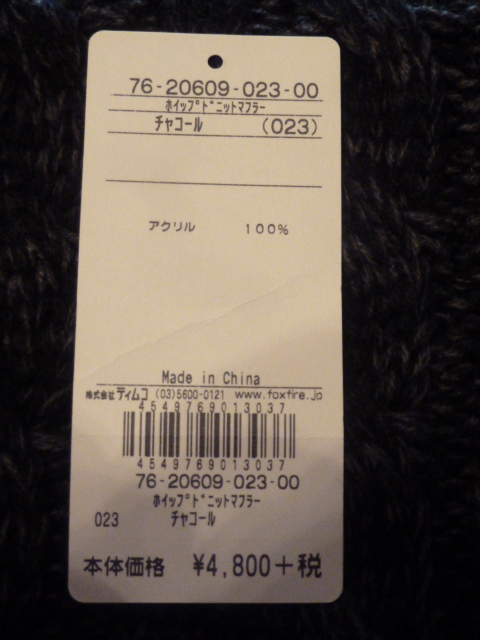 76-20609-023-00
ﾎｲｯﾌﾟﾄﾞﾆｯﾄﾏﾌﾗｰ
ﾁｬｺｰﾙ (023)
アクリル 100%
Made in China
株式会社 ティムコ (03)5600-0121 www.foxfire.jp
4549769013037
4549769013037
76-20609-023-00
ﾎｲｯﾌﾟﾄﾞﾆｯﾄﾏﾌﾗｰ
023 ﾁｬｺｰﾙ
本体価格 ¥4,800+税